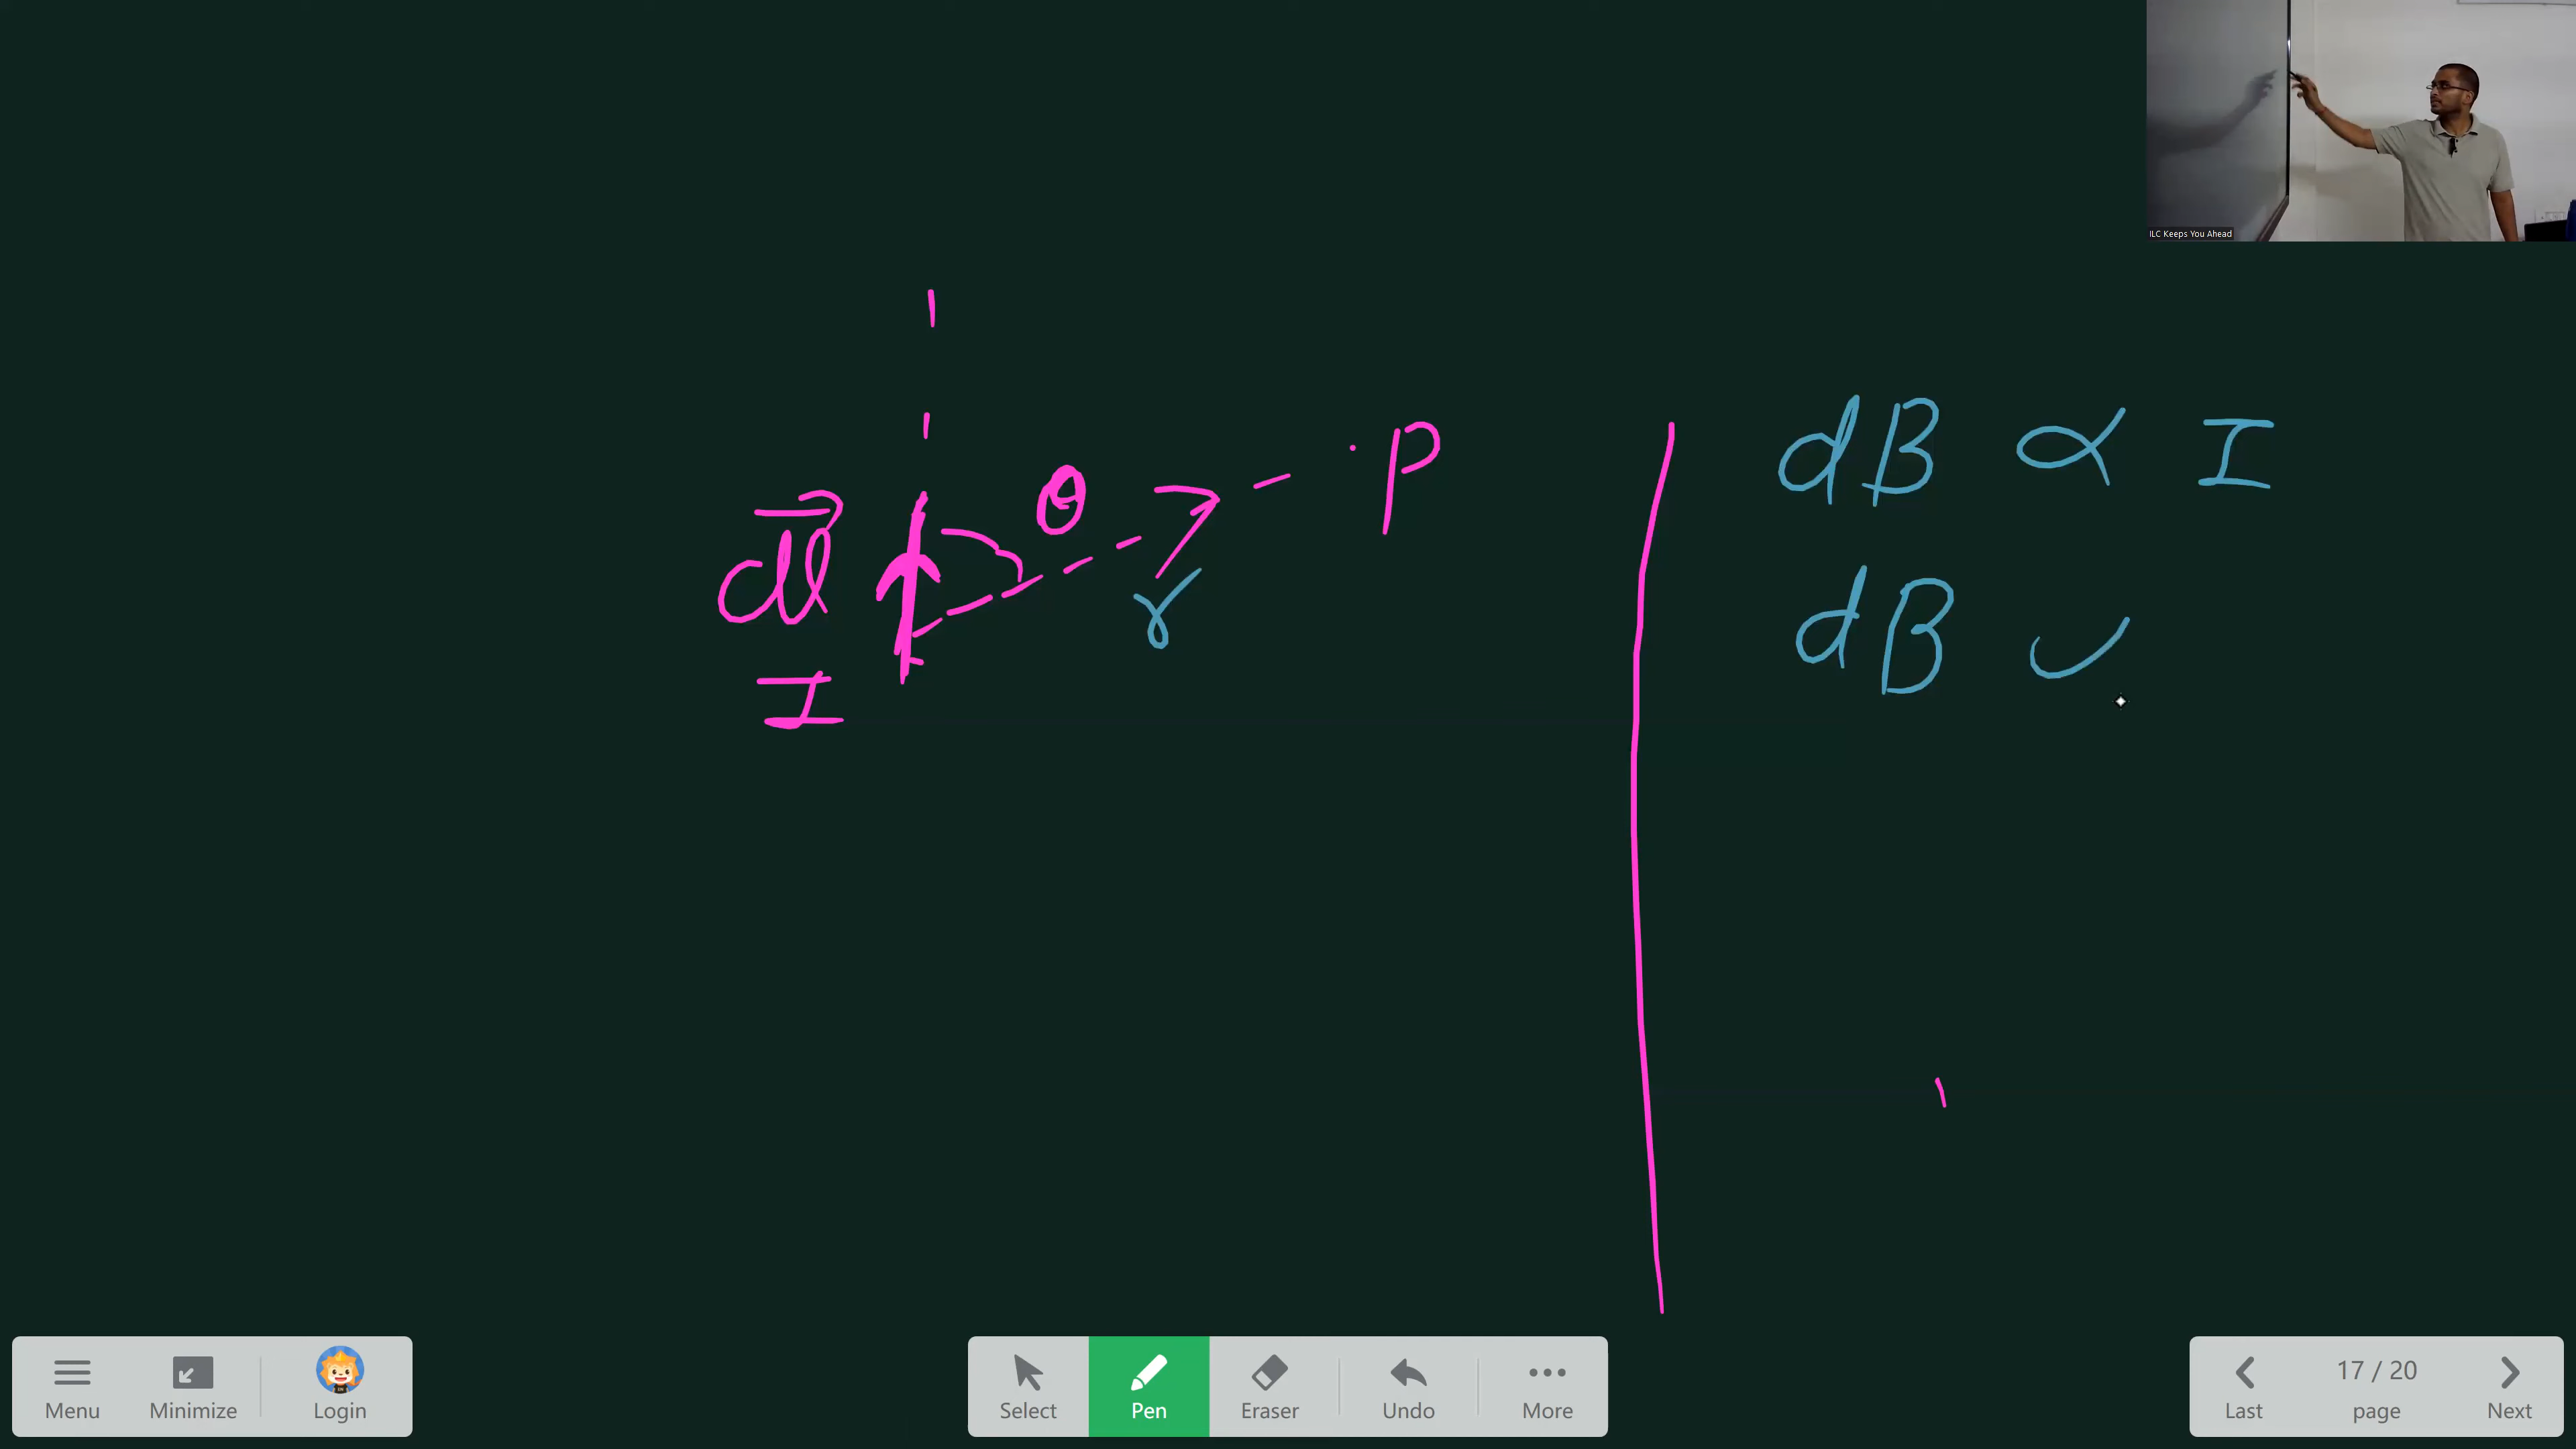 ILC Keeps You Ahead
P
θ
dl
r
I
dB ∝ I
dB
Menu
Minimize
Login
Select
Pen
Eraser
Undo
More
Last
17 / 20
page
Next